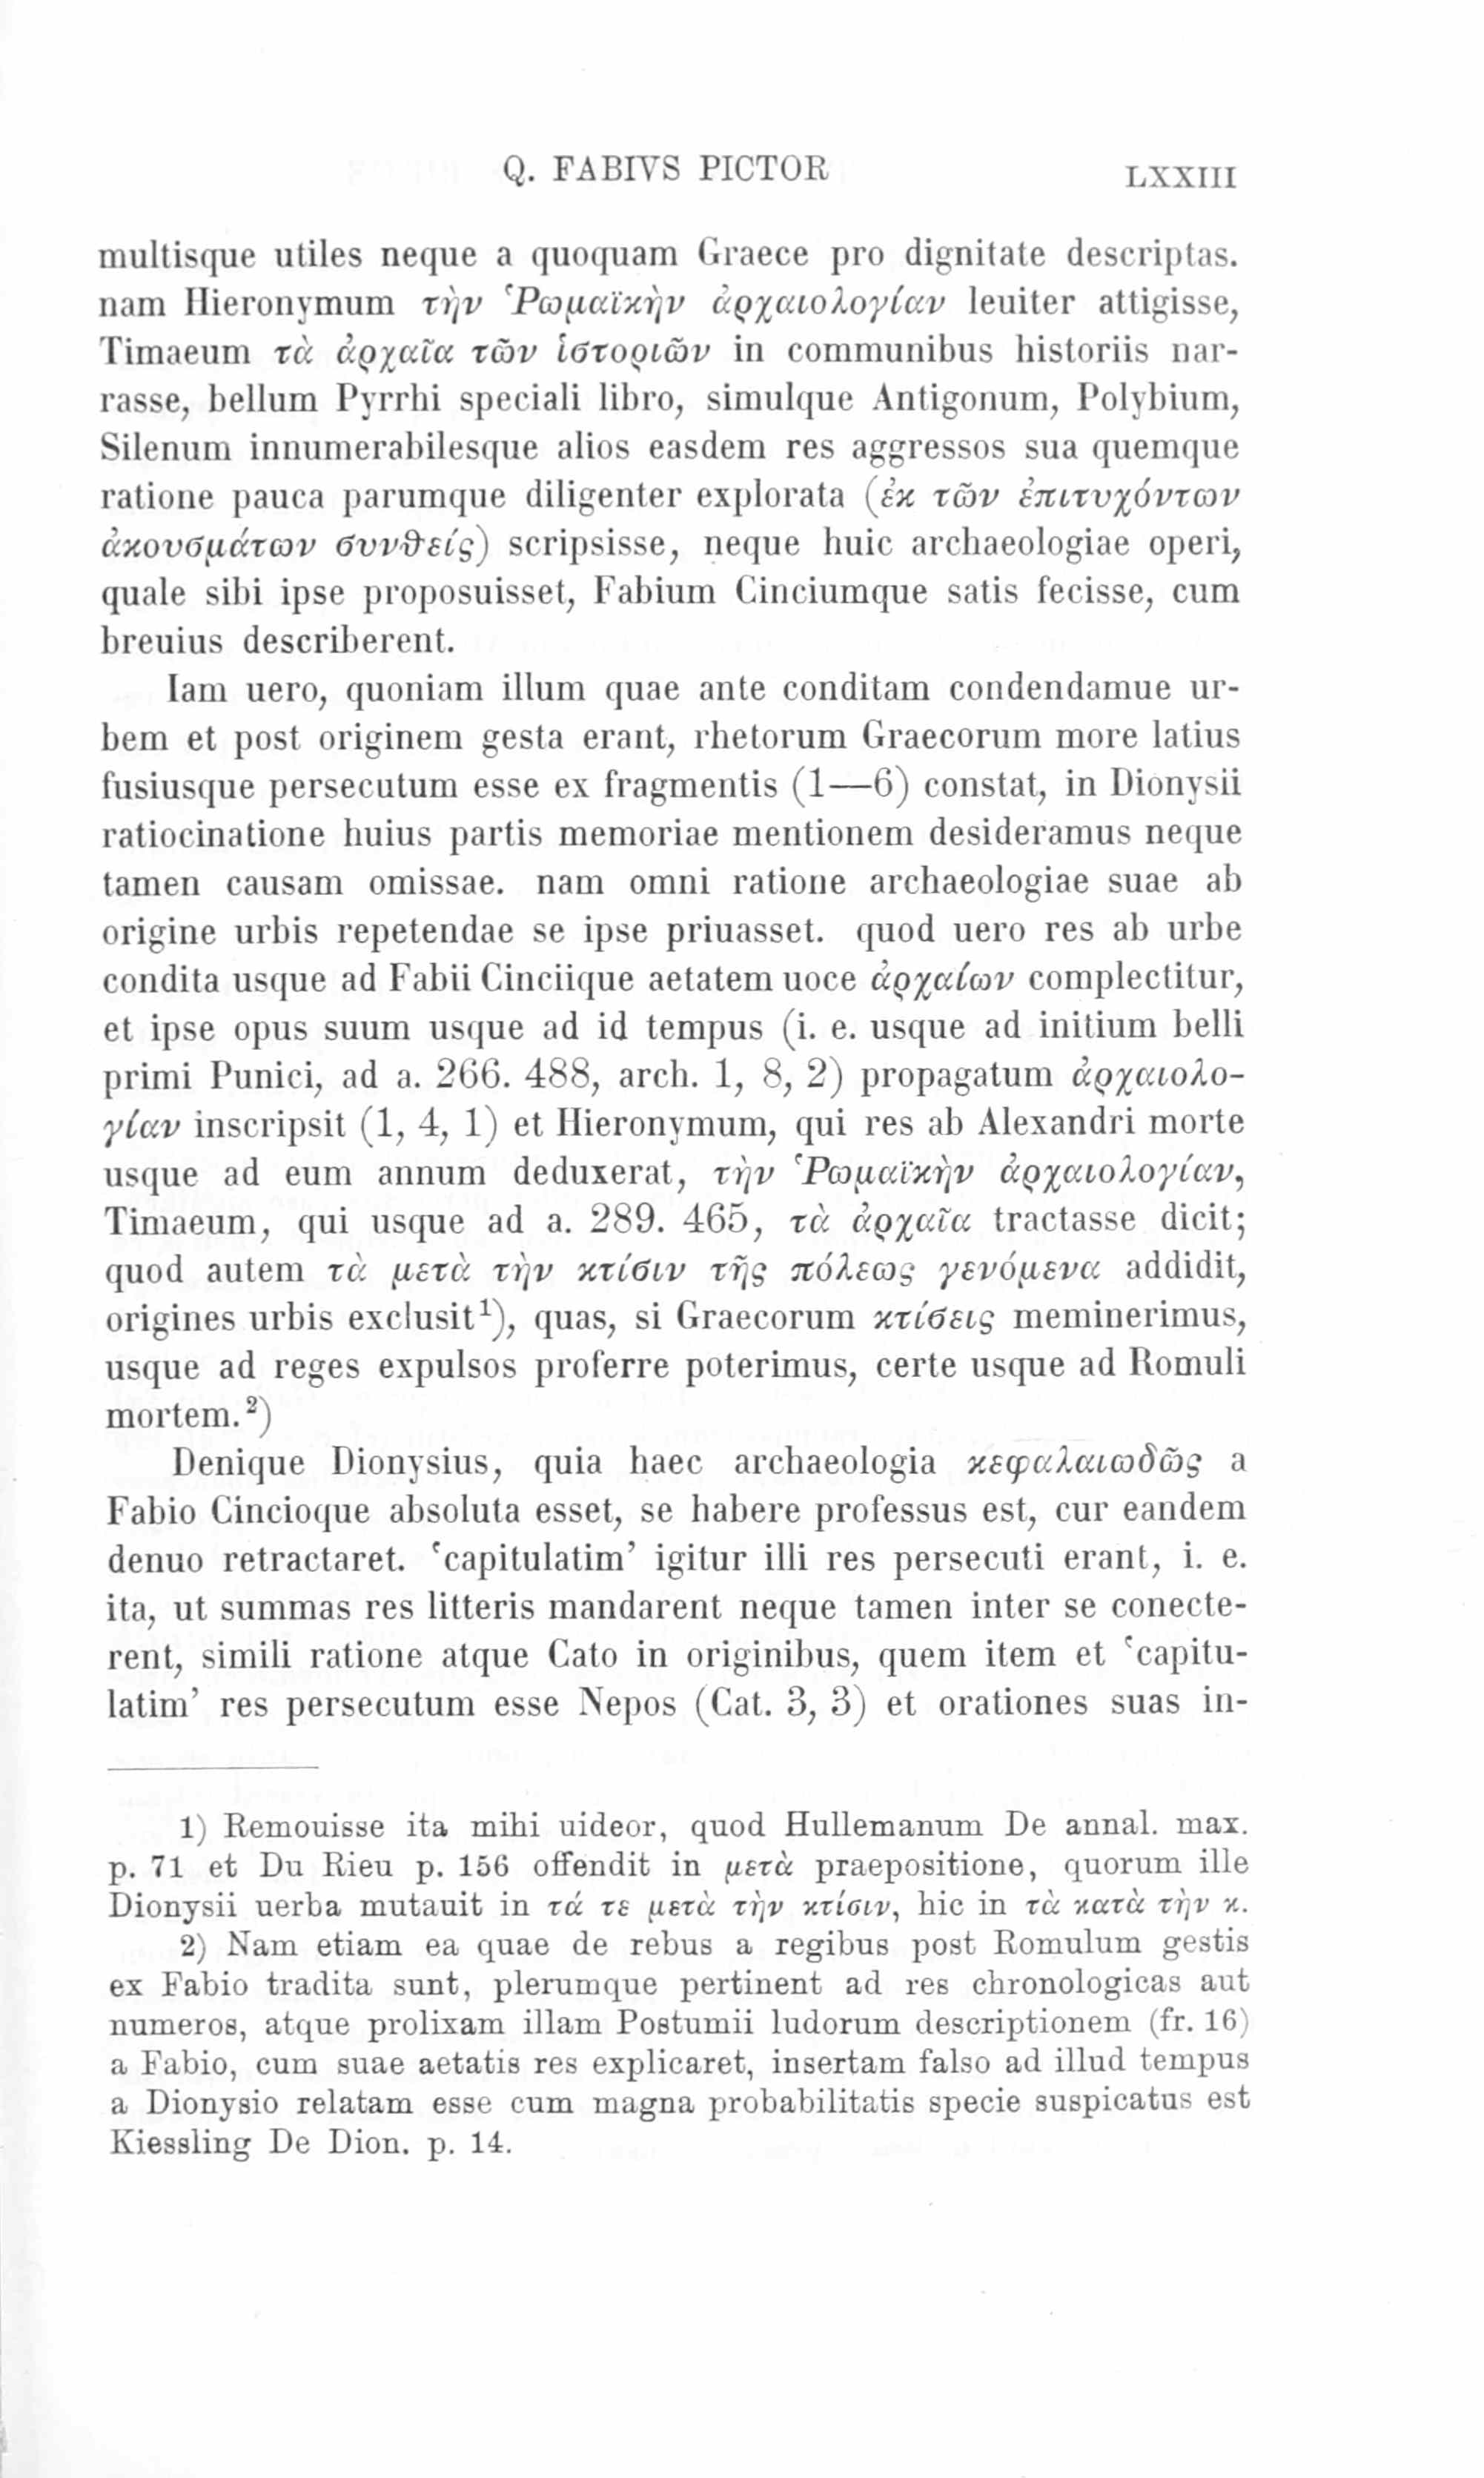 Q. FABIVS PICTOR LXXIII
multisque utiles neque a quoquam Graece pro dignitate descriptas.
nam Hieronymum τὴν Ῥωμαϊκὴν ἀρχαιολογίαν leuiter attigisse,
Timaeum τὰ ἀρχαῖα τῶν ἱστοριῶν in communibus historiis nar-
rasse, bellum Pyrrhi speciali libro, simulque Antigonum, Polybium,
Silenum innumerabilesque alios easdem res aggressos sua quemque
ratione pauca parumque diligenter explorata (ἐκ τῶν ἐπιτυχόντων
ἀκουσμάτων συνθείς) scripsisse, neque huic archaeologiae operi,
quale sibi ipse proposuisset, Fabium Cinciumque satis fecisse, cum
breuius describerent.
Iam uero, quoniam illum quae ante conditam condendamue ur-
bem et post originem gesta erant, rhetorum Graecorum more latius
fusiusque persecutum esse ex fragmentis (1—6) constat, in Dionysii
ratiocinatione huius partis memoriae mentionem desideramus neque
tamen causam omissae. nam omni ratione archaeologiae suae ab
origine urbis repetendae se ipse priuasset. quod uero res ab urbe
condita usque ad Fabii Cinciique aetatem uoce ἀρχαίων complectitur,
et ipse opus suum usque ad id tempus (i. e. usque ad initium belli
primi Punici, ad a. 266. 488, arch. 1, 8, 2) propagatum ἀρχαιολο-
γίαν inscripsit (1, 4, 1) et Hieronymum, qui res ab Alexandri morte
usque ad eum annum deduxerat, τὴν Ῥωμαϊκὴν ἀρχαιολογίαν,
Timaeum, qui usque ad a. 289. 465, τὰ ἀρχαῖα tractasse dicit;
quod autem τὰ μετὰ τὴν κτίσιν τῆς πόλεως γενόμενα addidit,
origines urbis exclusit¹), quas, si Graecorum κτίσεις meminerimus,
usque ad reges expulsos proferre poterimus, certe usque ad Romuli
mortem.²)
Denique Dionysius, quia haec archaeologia κεφαλαιωδῶς a
Fabio Cincioque absoluta esset, se habere professus est, cur eandem
denuo retractaret. ‘capitulatim’ igitur illi res persecuti erant, i. e.
ita, ut summas res litteris mandarent neque tamen inter se conecte-
rent, simili ratione atque Cato in originibus, quem item et ‘capitu-
latim’ res persecutum esse Nepos (Cat. 3, 3) et orationes suas in-
1) Remouisse ita mihi uideor, quod Hullemanum De annal. max.
p. 71 et Du Rieu p. 156 offendit in μετὰ praepositione, quorum ille
Dionysii uerba mutauit in τά τε μετὰ τὴν κτίσιν, hic in τὰ κατὰ τὴν κ.
2) Nam etiam ea quae de rebus a regibus post Romulum gestis
ex Fabio tradita sunt, plerumque pertinent ad res chronologicas aut
numeros, atque prolixam illam Postumii ludorum descriptionem (fr. 16)
a Fabio, cum suae aetatis res explicaret, insertam falso ad illud tempus
a Dionysio relatam esse cum magna probabilitatis specie suspicatus est
Kiessling De Dion. p. 14.